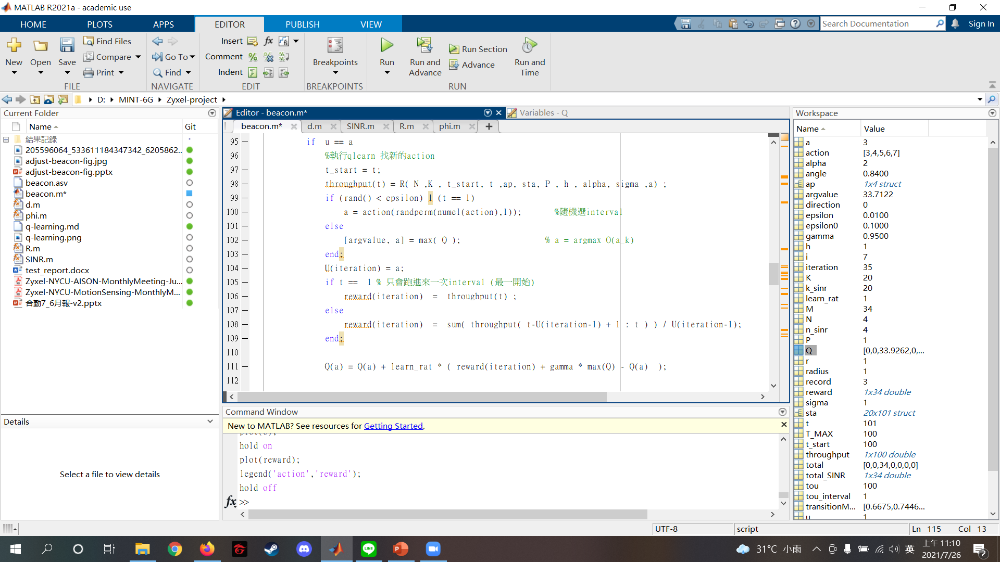 MATLAB R2021a - academic use
HOME PLOTS APPS EDITOR PUBLISH VIEW
Search Documentation
Sign In
New Open Save
Find Files
Compare
Print
FILE
Go To
Find
NAVIGATE
Insert
Comment
Indent
EDIT
Breakpoints
BREAKPOINTS
Run
Run and Advance
Run Section
Advance
Run and Time
RUN
D: MINT-6G Zyxel-project
Current Folder
Name Git
結果記錄
205596064_533611184347342_6205862...
adjust-beacon-fig.jpg
adjust-beacon-fig.pptx
beacon.asv
beacon.m*
d.m
phi.m
q-learning.md
q-learning.png
R.m
SINR.m
test_report.docx
Zyxel-NYCU-AISON-MonthlyMeeting-Ju...
Zyxel-NYCU-MotionSensing-MonthlyM...
合勤7_6月報-v2.pptx
Details
Select a file to view details
Editor - beacon.m*
Variables - Q
beacon.m* d.m SINR.m R.m phi.m
95 if u == a
96 %執行qlearn 找新的action
97 t_start = t;
98 throughput(t) = R( N ,K , t_start, t ,ap, sta, P , h , alpha, sigma ,a) ;
99 if (rand() < epsilon) | (t == 1)
100 a = action(randperm(numel(action),1)); %隨機選interval
101 else
102 [argvalue, a] = max( Q ); % a = argmax Q(a_k)
103 end;
104 U(iteration) = a;
105 if t == 1 % 只會跑進來一次interval (最一開始)
106 reward(iteration) = throughput(t) ;
107 else
108 reward(iteration) = sum( throughput( t-U(iteration-1) + 1 : t ) ) / U(iteration-1);
109 end;
110
111 Q(a) = Q(a) + learn_rat * ( reward(iteration) + gamma * max(Q) - Q(a) );
112
Command Window
New to MATLAB? See resources for Getting Started.
hold on
plot(reward);
legend('action','reward');
hold off
fx >>
Workspace
Name Value
a 3
action [3,4,5,6,7]
alpha 2
angle 0.8400
ap 1x4 struct
argvalue 33.7122
direction 0
epsilon 0.0100
epsilon0 0.1000
gamma 0.9500
h 1
i 7
iteration 35
K 20
k_sinr 20
learn_rat 1
M 34
N 4
n_sinr 4
P 1
Q [0,0,33.9262,0,...
r 1
radius 1
record 3
reward 1x34 double
sigma 1
sta 20x101 struct
t 101
T_MAX 100
t_start 100
throughput 1x100 double
total [0,0,34,0,0,0,0]
total_SINR 1x34 double
tou 100
tou_interval 1
transitionM... [0.6675,0.7446...
u 1
UTF-8 script Ln 115 Col 13
31°C 小雨
英
上午 11:10
2021/7/26
2